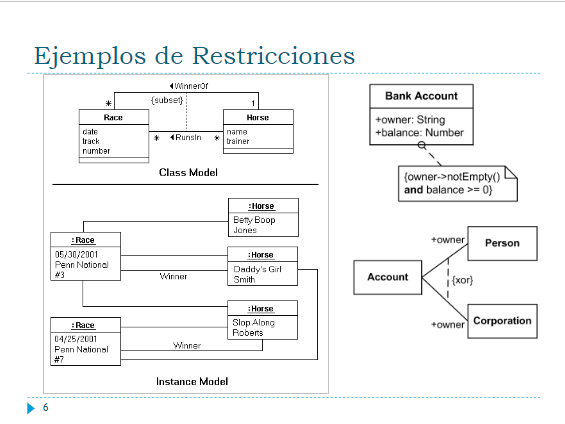 Ejemplos de Restricciones
◄WinnerOf
{subset}
* 1
Race
date
track
number
* ◄RunsIn *
Horse
name
trainer
Class Model
:Race
05/30/2001
Penn National
#3
:Horse
Betty Boop
Jones
Winner
:Horse
Daddy's Girl
Smith
:Race
04/25/2001
Penn National
#7
:Horse
Slop Along
Roberts
Winner
Instance Model
Bank Account
+owner: String
+balance: Number
{owner->notEmpty()
and balance >= 0}
Account
+owner
Person
{xor}
+owner
Corporation
6